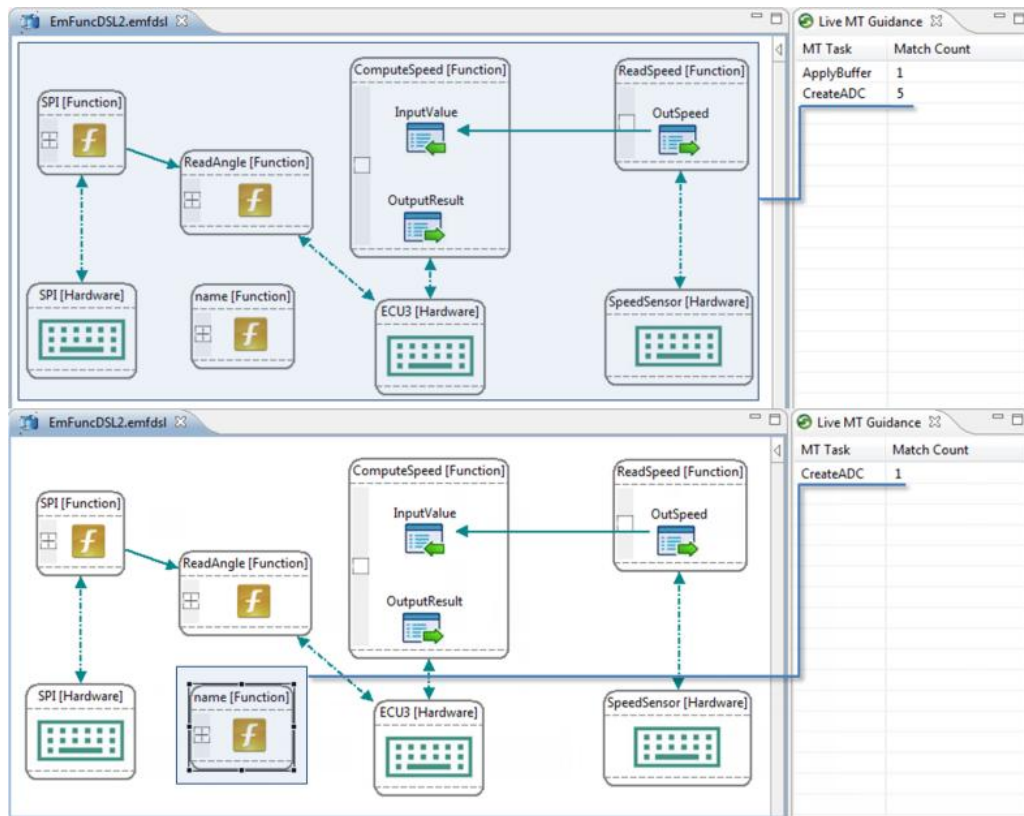 EmFuncDSL2.emfdsl
Live MT Guidance
MT Task Match Count
ApplyBuffer 1
CreateADC 5
ComputeSpeed [Function]
ReadSpeed [Function]
SPI [Function]
InputValue
OutSpeed
ReadAngle [Function]
OutputResult
SPI [Hardware]
name [Function]
ECU3 [Hardware]
SpeedSensor [Hardware]
EmFuncDSL2.emfdsl
Live MT Guidance
MT Task Match Count
CreateADC 1
ComputeSpeed [Function]
ReadSpeed [Function]
SPI [Function]
InputValue
OutSpeed
ReadAngle [Function]
OutputResult
SPI [Hardware]
name [Function]
ECU3 [Hardware]
SpeedSensor [Hardware]